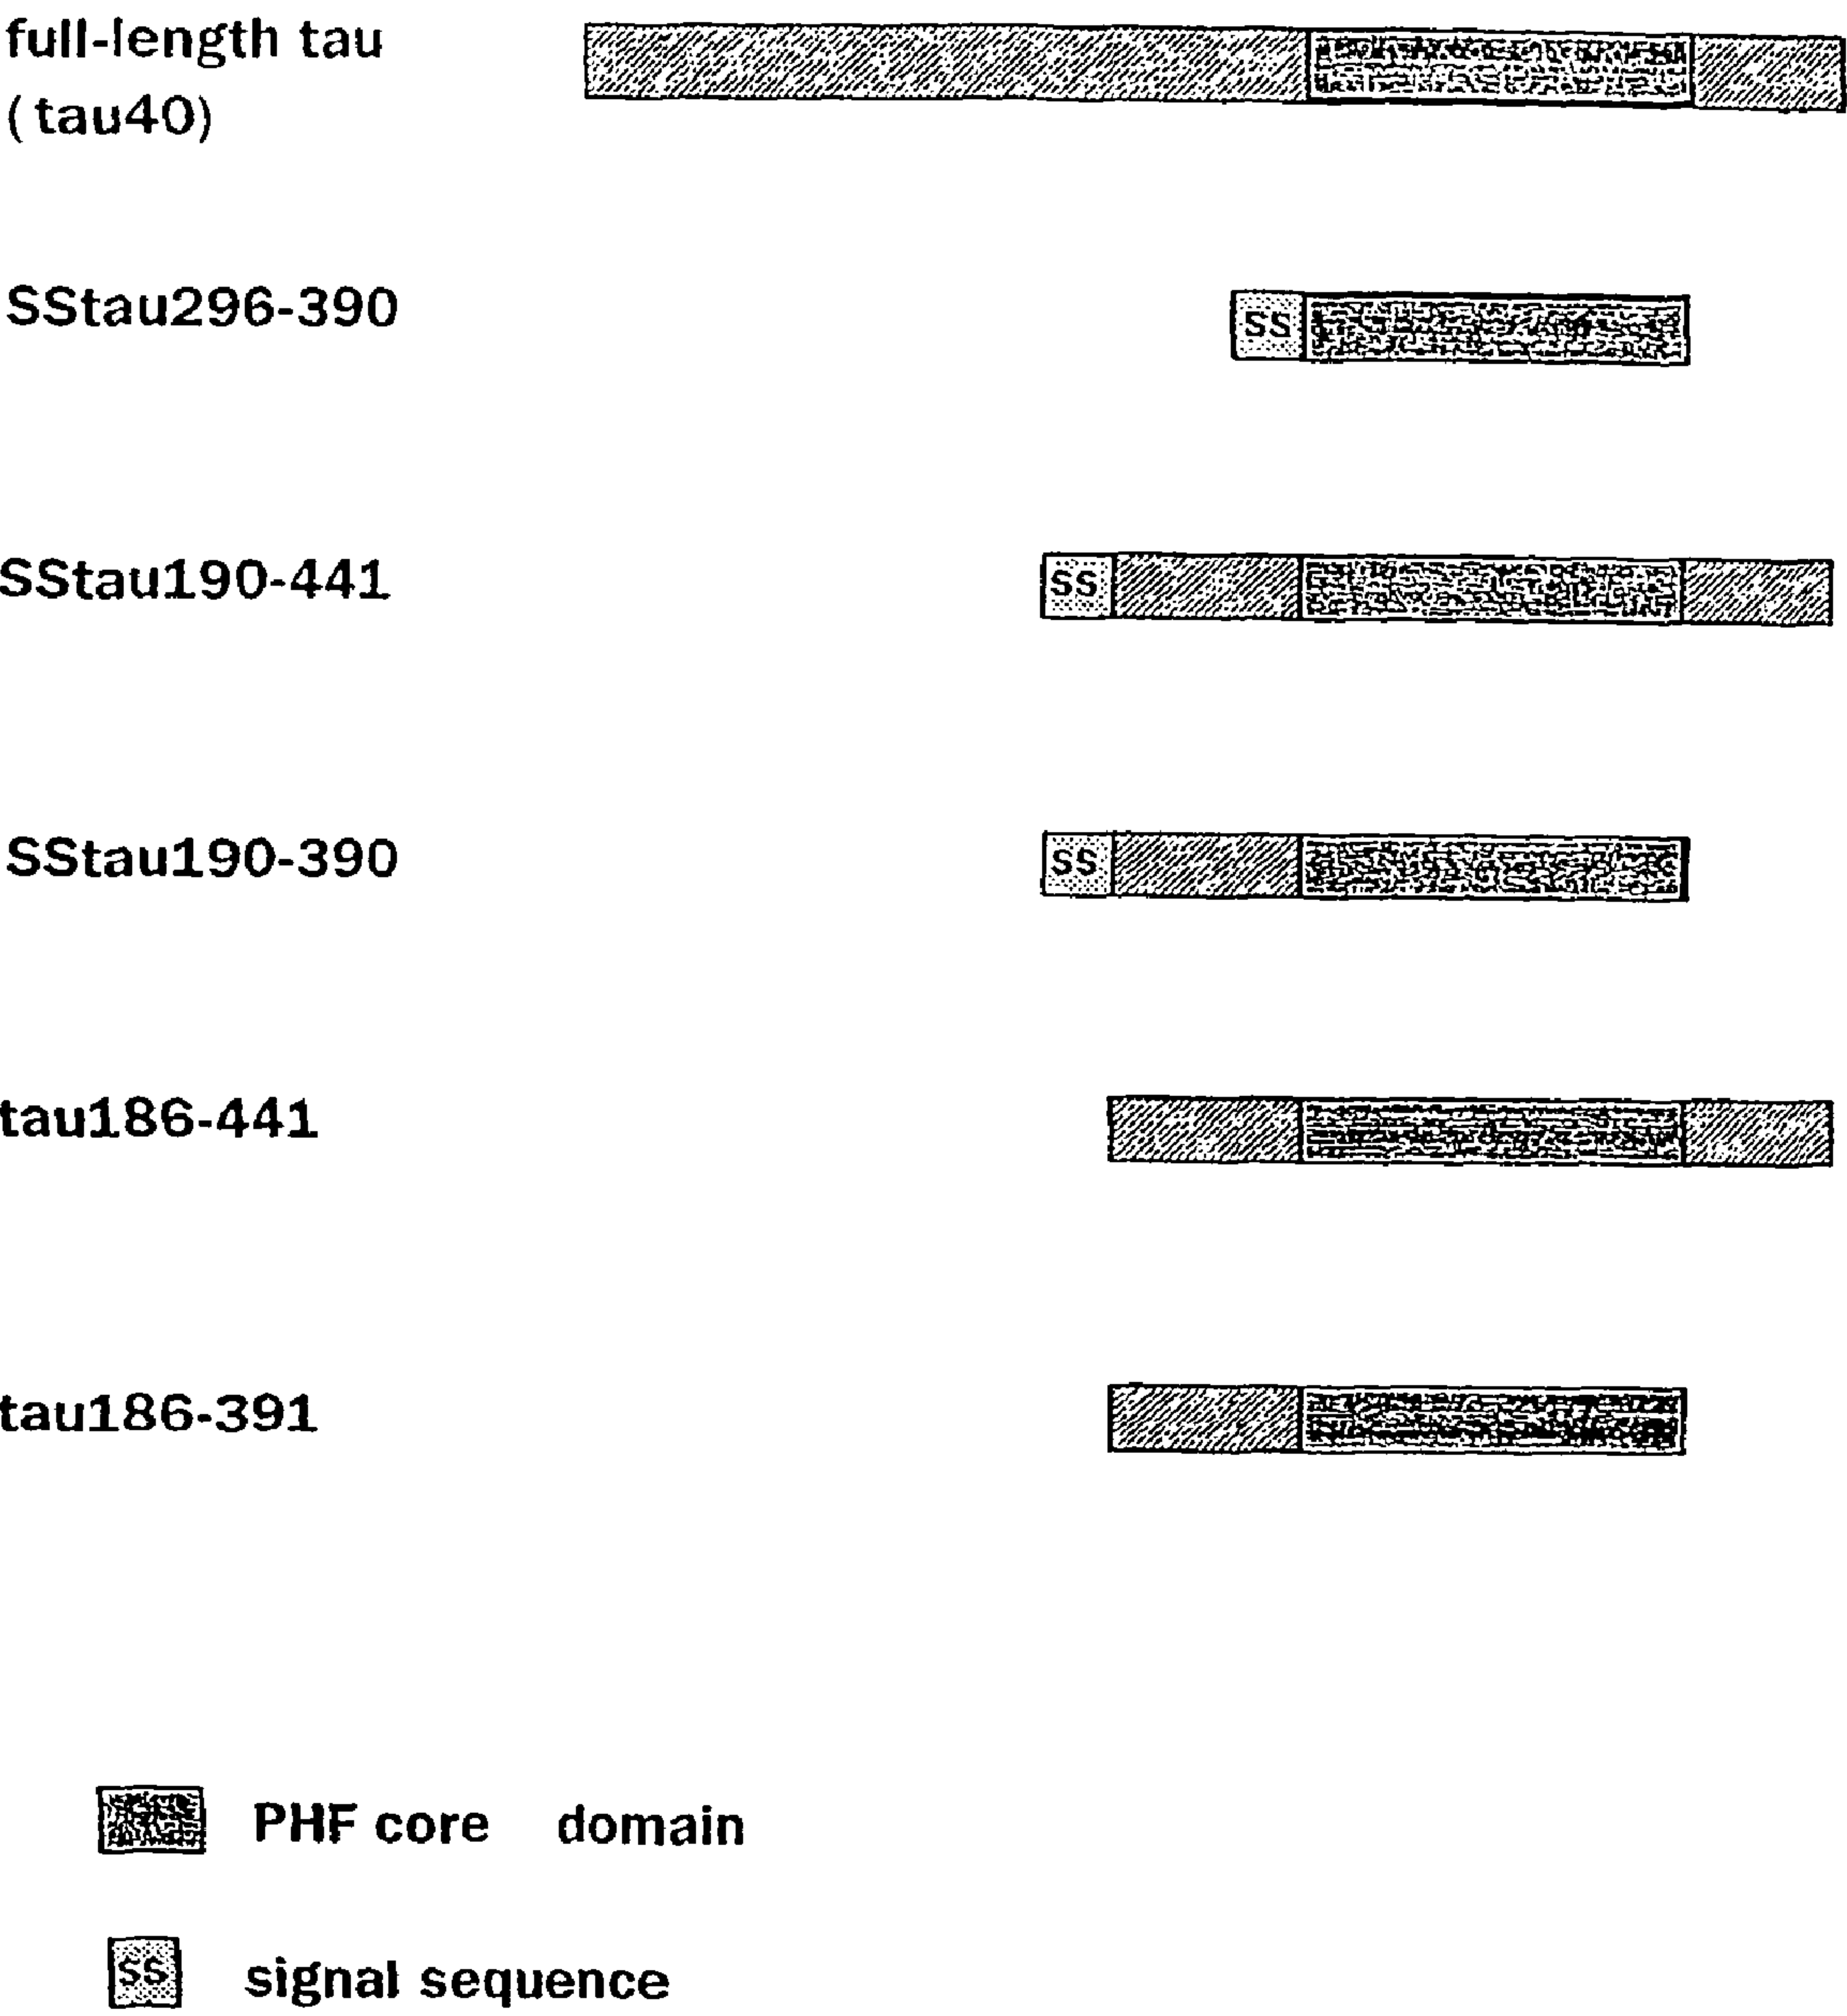 full-length tau
(tau40)
SStau296-390
SS
SStau190-441
SS
SStau190-390
SS
tau186-441
tau186-391
PHF core domain
SS
signal sequence